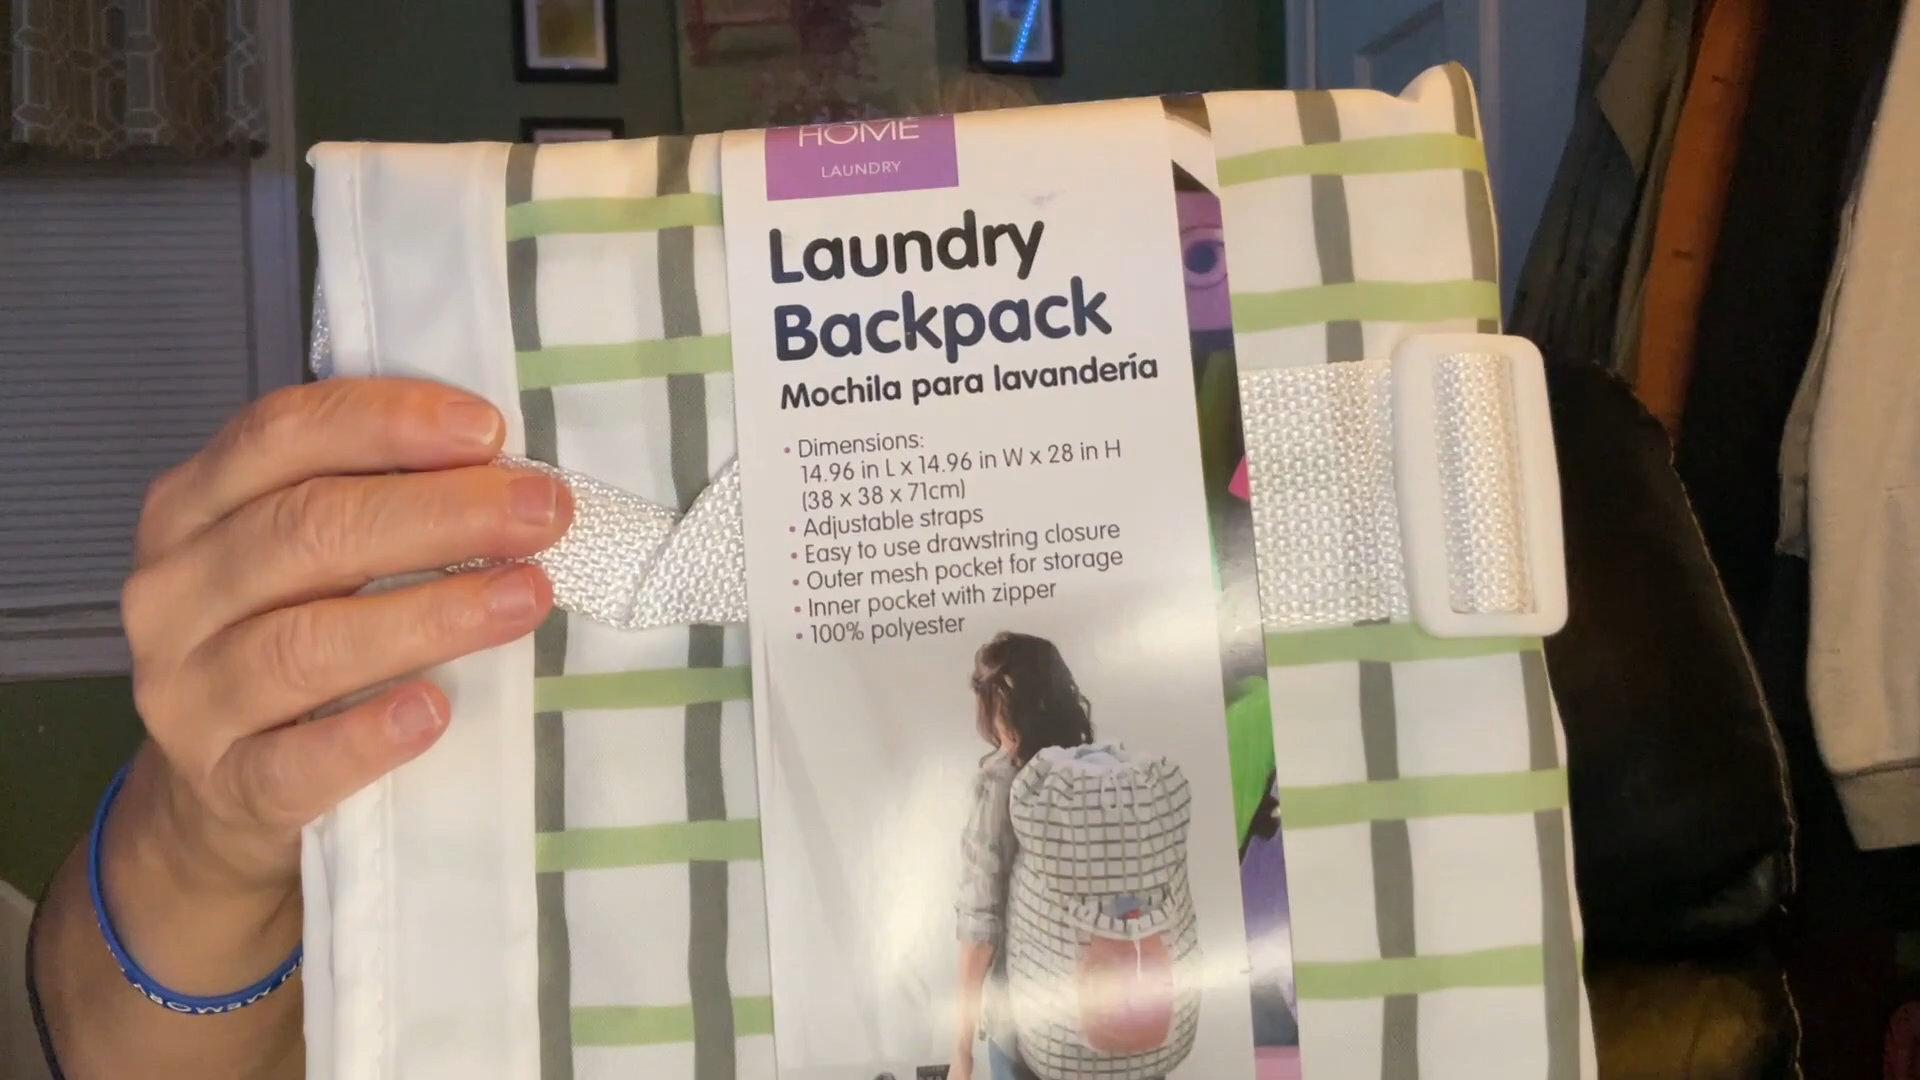 HOME
LAUNDRY
Laundry
Backpack
Mochila para lavandería
• Dimensions:
14.96 in L x 14.96 in W x 28 in H
(38 x 38 x 71cm)
• Adjustable straps
• Easy to use drawstring closure
• Outer mesh pocket for storage
• Inner pocket with zipper
• 100% polyester